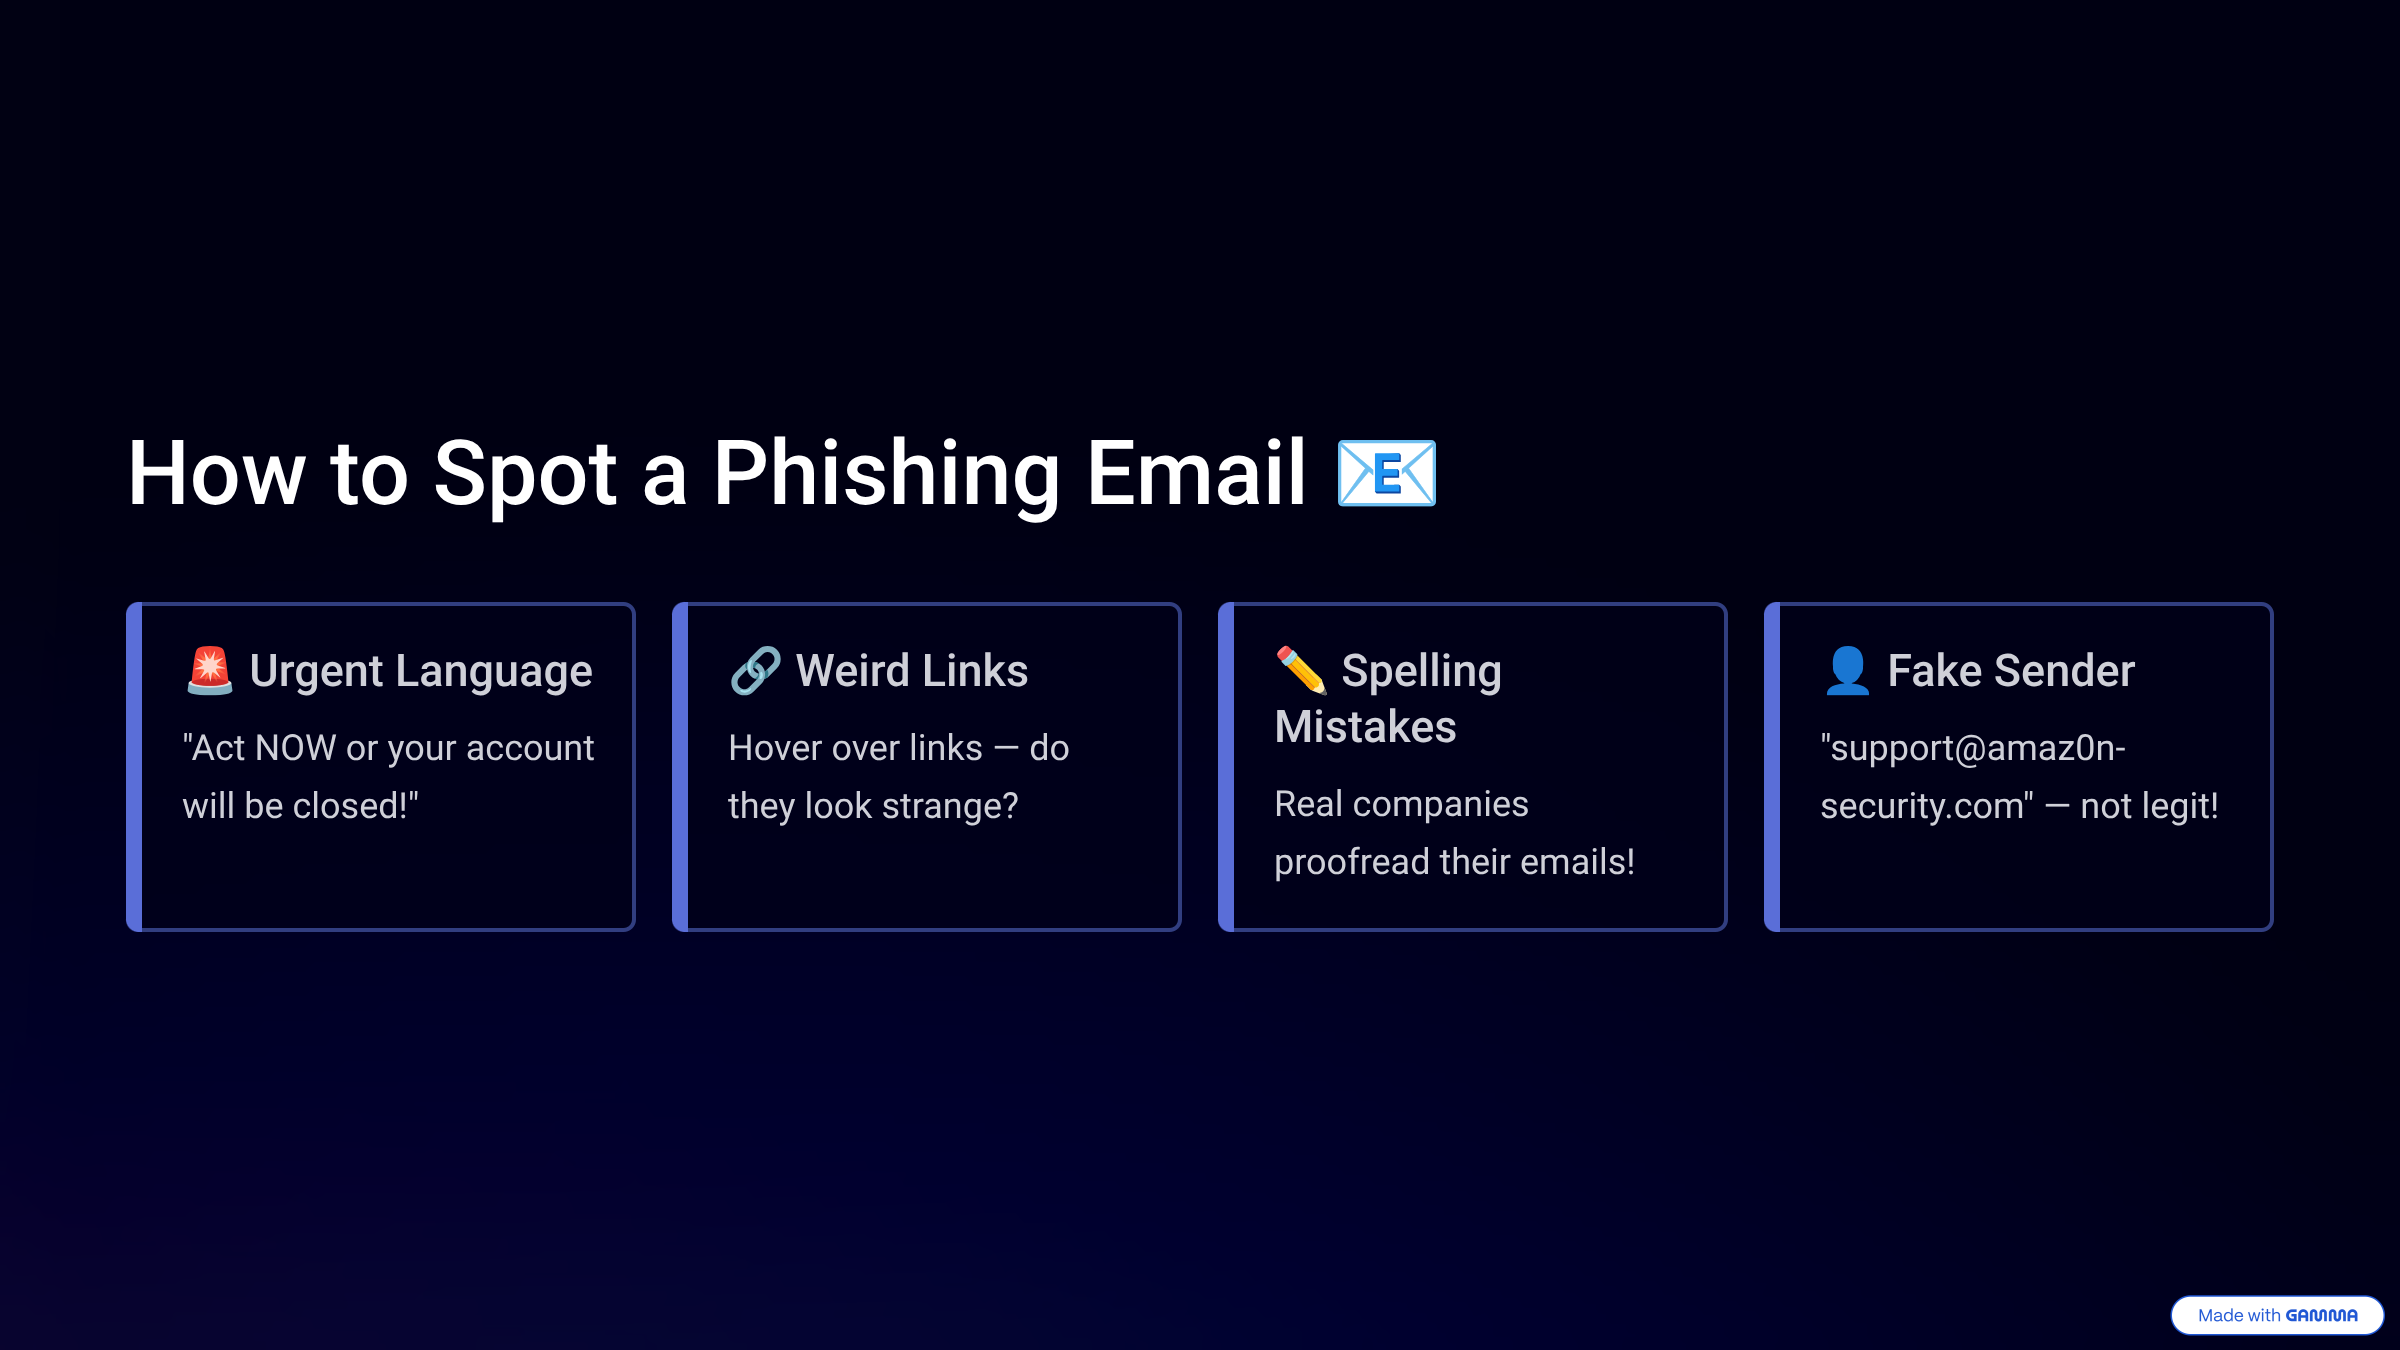 How to Spot a Phishing Email 📧
🚨 Urgent Language
"Act NOW or your account
will be closed!"
🔗 Weird Links
Hover over links — do
they look strange?
✏️ Spelling
Mistakes
Real companies
proofread their emails!
👤 Fake Sender
"support@amaz0n-
security.com" — not legit!
Made with GAMMA